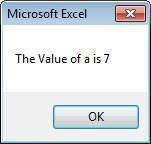 Microsoft Excel
The Value of a is 7
OK